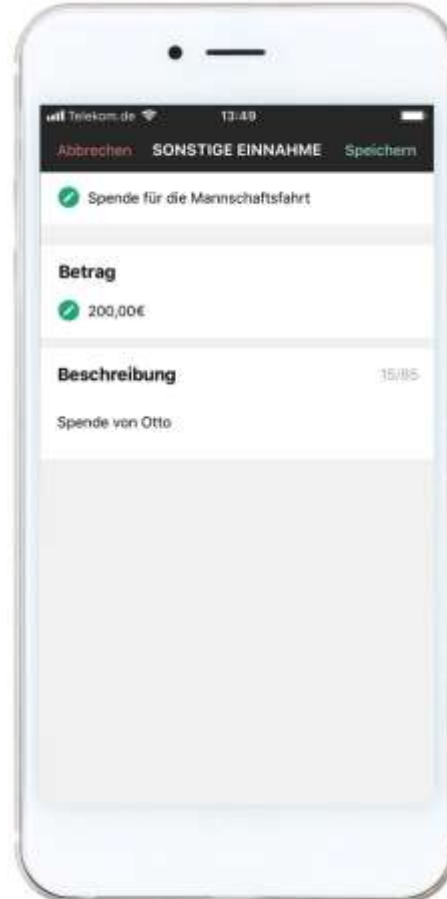 Telekom.de 13:49
Abbrechen SONSTIGE EINNAHME Speichern
Spende für die Mannschaftsfahrt
Betrag
200,00€
Beschreibung 15/85
Spende von Otto